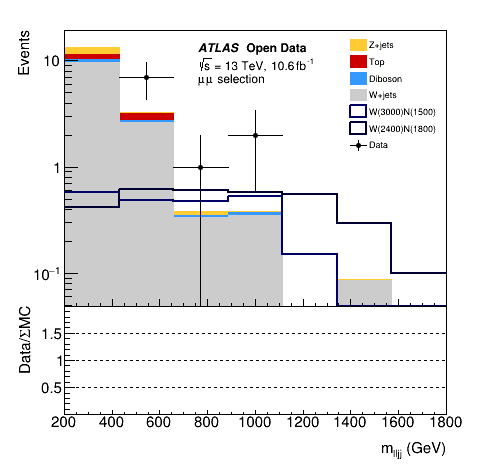 Events
10
1
10⁻¹
ATLAS Open Data
√s = 13 TeV, 10.6fb⁻¹
μμ selection
Z+jets
Top
Diboson
W+jets
W(3000)N(1500)
W(2400)N(1800)
Data
Data/ΣMC
1.5
1
0.5
200 400 600 800 1000 1200 1400 1600 1800
m_lljj (GeV)